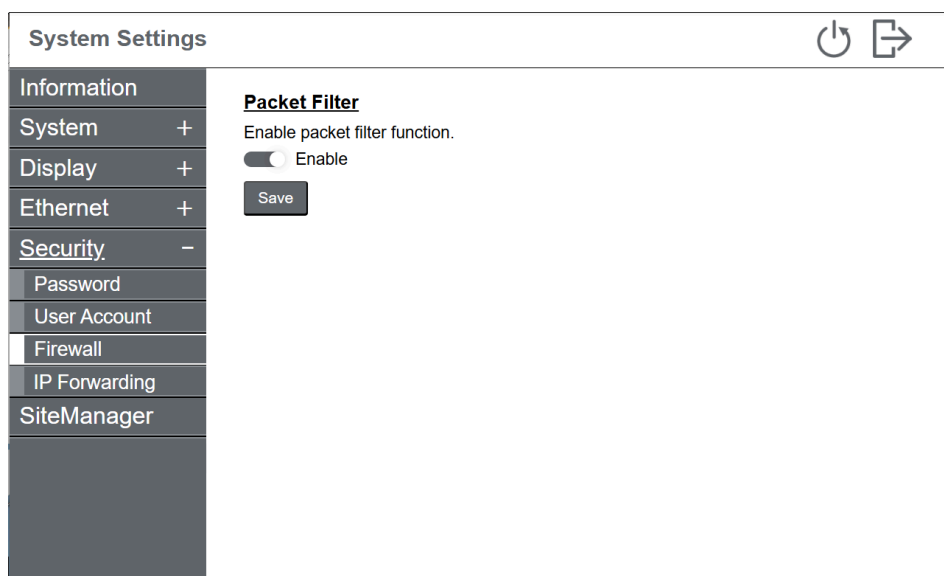 System Settings
Information
System +
Display +
Ethernet +
Security −
Password
User Account
Firewall
IP Forwarding
SiteManager
Packet Filter
Enable packet filter function.
Enable
Save